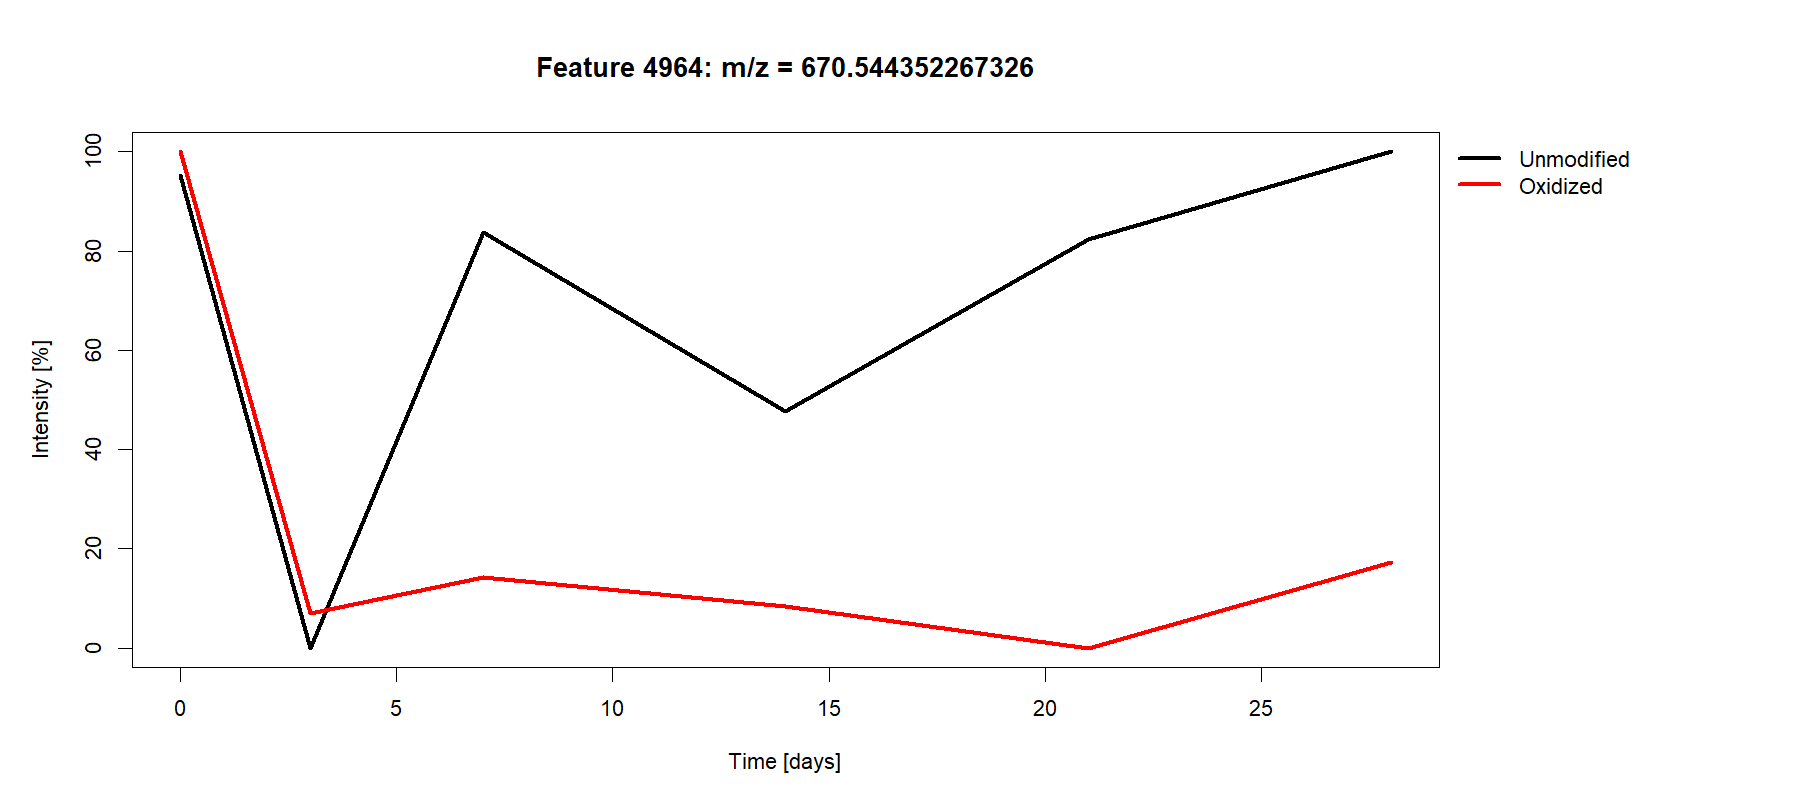 Feature 4964: m/z = 670.544352267326
Unmodified
Oxidized
Intensity [%]
100
80
60
40
20
0
0 5 10 15 20 25
Time [days]